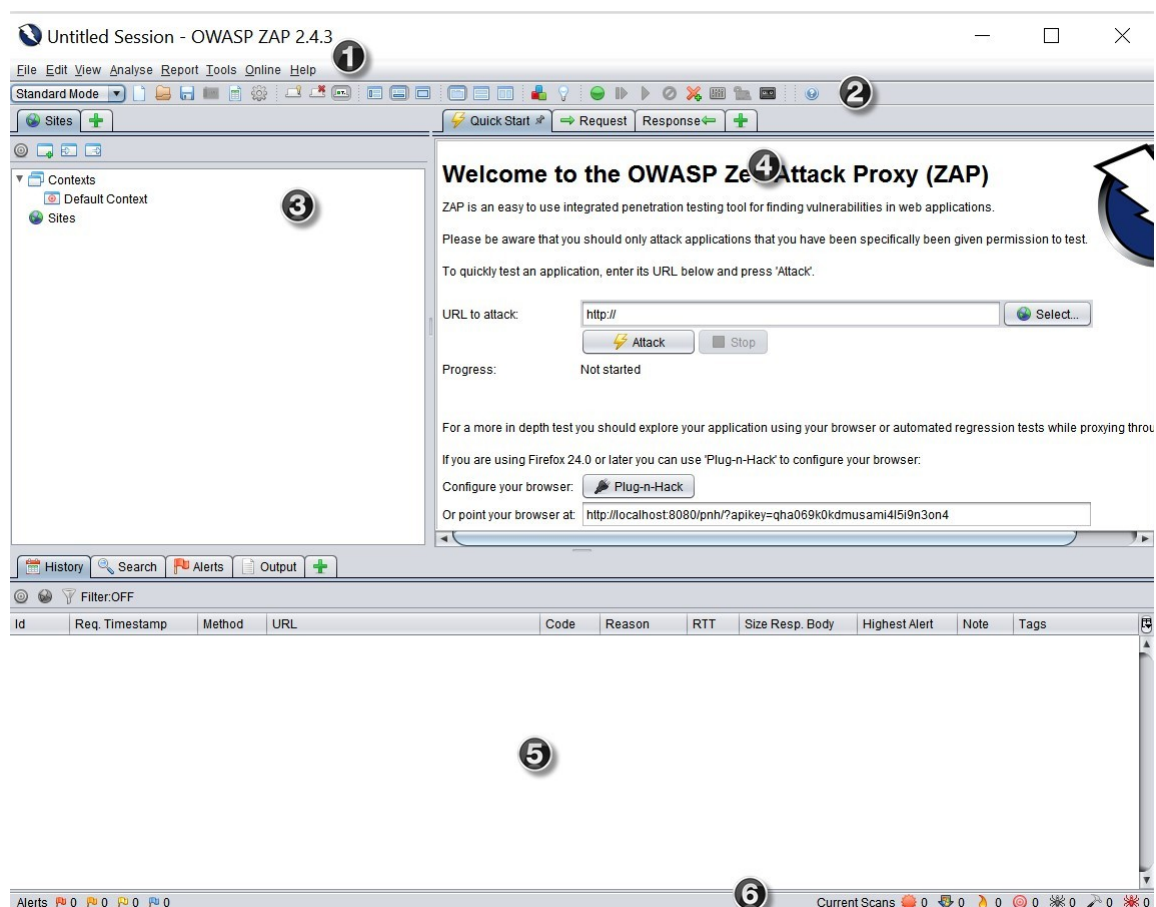 Untitled Session - OWASP ZAP 2.4.3
1
File Edit View Analyse Report Tools Online Help
Standard Mode
2
Sites
Quick Start Request Response
Contexts
Default Context
Sites
3
Welcome to the OWASP Ze Attack Proxy (ZAP)
4
ZAP is an easy to use integrated penetration testing tool for finding vulnerabilities in web applications.
Please be aware that you should only attack applications that you have been specifically been given permission to test.
To quickly test an application, enter its URL below and press 'Attack'.
URL to attack: http:// Select...
Attack Stop
Progress: Not started
For a more in depth test you should explore your application using your browser or automated regression tests while proxying throu
If you are using Firefox 24.0 or later you can use 'Plug-n-Hack' to configure your browser:
Configure your browser: Plug-n-Hack
Or point your browser at: http://localhost:8080/pnh/?apikey=qha069k0kdmusami4l5i9n3on4
History Search Alerts Output
Filter:OFF
Id Req. Timestamp Method URL Code Reason RTT Size Resp. Body Highest Alert Note Tags
5
6
Alerts 0 0 0 0 Current Scans 0 0 0 0 0 0 0